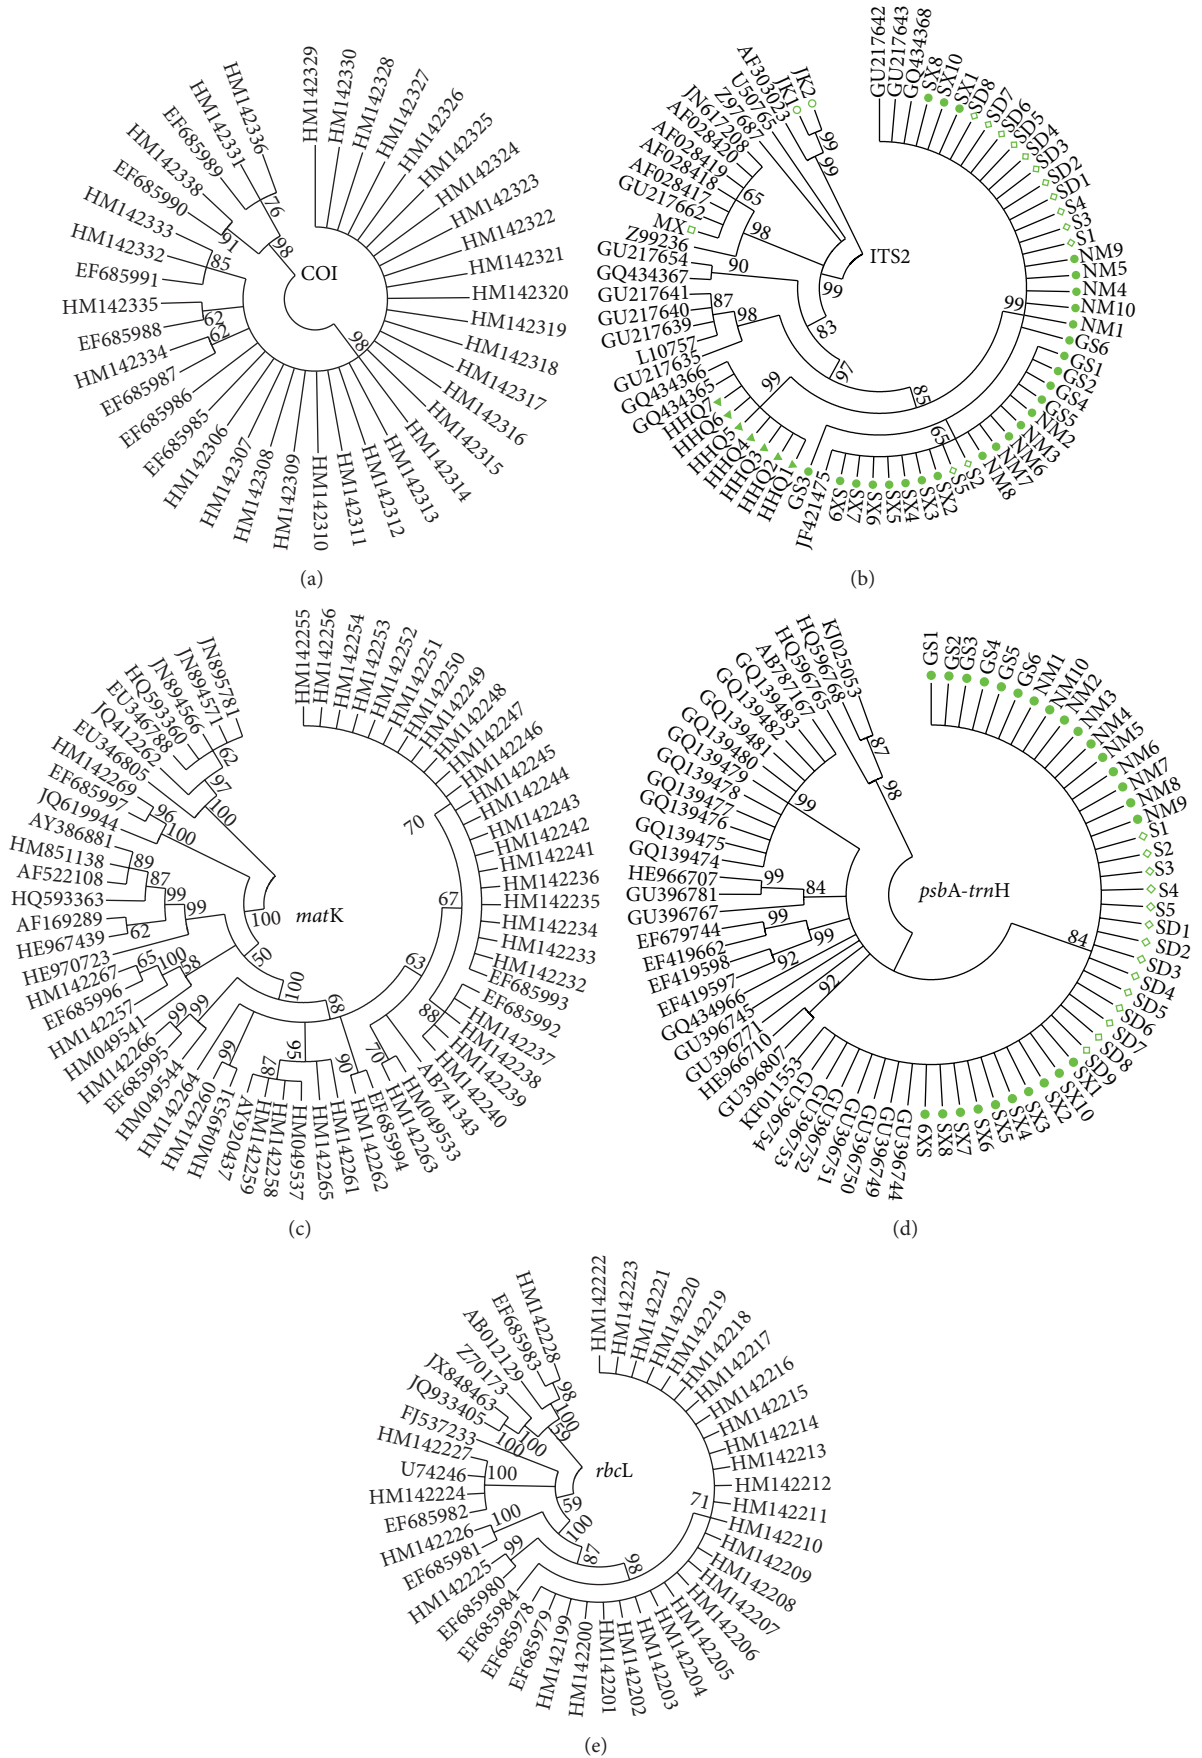 HM142329
HM142330
HM142328
HM142327
HM142326
HM142325
HM142324
HM142323
HM142322
HM142321
HM142320
HM142319
HM142318
HM142317
HM142316
HM142315
HM142314
HM142313
HM142312
HM142311
HM142310
HM142309
HM142308
HM142307
HM142306
EF685985
EF685986
EF685987
HM142334
EF685988
HM142335
EF685991
HM142332
HM142333
EF685990
HM142338
EF685989
HM142331
HM142336
76
98
91
85
62
62
98
COI
(a)
GU217642
GU217643
GQ434368
SX8
SX10
SX1
SD8
SD7
SD6
SD5
SD4
SD3
SD2
SD1
S4
S3
S1
NM9
NM5
NM4
NM10
NM1
GS6
GS1
GS2
GS4
GS5
NM2
NM3
NM6
NM7
NM8
S2
S5
SX2
SX3
SX4
SX5
SX6
SX7
SX9
JF421475
GS3
HHQ1
HHQ2
HHQ3
HHQ4
HHQ5
HHQ6
HHQ7
GQ434365
GQ434366
GU217635
L10757
GU217639
GU217640
GU217641
GQ434367
GU217654
Z99236
MX
GU217662
AF028417
AF028418
AF028419
AF028420
JN617208
Z97687
U50765
AF303023
JK1
JK2
99
99
65
98
90
99
87
98
83
97
99
85
99
65
ITS2
(b)
HM142255
HM142256
HM142254
HM142253
HM142252
HM142251
HM142250
HM142249
HM142248
HM142247
HM142246
HM142245
HM142244
HM142243
HM142242
HM142241
HM142236
HM142235
HM142234
HM142233
HM142232
EF685993
EF685992
HM142237
HM142238
HM142239
HM142240
AB741343
HM049533
HM142263
EF685994
HM142262
HM142261
HM142265
HM049537
HM142258
HM142259
AY920437
HM049531
HM142260
HM142264
HM049544
EF685995
HM142266
HM049541
HM142257
EF685996
HM142267
HE970723
HE967439
AF169289
HQ593363
AF522108
HM851138
AY386881
JQ619944
EF685997
HM142269
EU346805
JQ412262
EU346788
HQ593360
JN894566
JN894571
JN895781
62
97
100
96
100
89
87
99
99
62
100
50
65
100
58
100
99
99
99
87
95
68
90
70
63
88
67
70
matK
(c)
GS1
GS2
GS3
GS4
GS5
GS6
NM1
NM10
NM2
NM3
NM4
NM5
NM6
NM7
NM8
NM9
S1
S2
S3
S4
S5
SD1
SD2
SD3
SD4
SD5
SD6
SD7
SD8
SD9
SX1
SX10
SX2
SX3
SX4
SX5
SX6
SX7
SX8
SX9
GU396744
GU396749
GU396750
GU396751
GU396752
GU396753
GU396754
KF011553
GU396807
HE966710
GU39671
GU396745
GQ434966
EF419597
EF419598
EF419662
EF679744
GU396767
GU396781
HE966707
GQ139474
GQ139475
GQ139476
GQ139477
GQ139478
GQ139479
GQ139480
GQ139481
GQ139482
GQ139483
AB787167
HQ596765
HQ596768
KJ025053
87
98
99
99
84
99
99
92
92
84
psbA-trnH
(d)
HM142222
HM142223
HM142221
HM142220
HM142219
HM142218
HM142217
HM142216
HM142215
HM142214
HM142213
HM142212
HM142211
HM142210
HM142209
HM142208
HM142207
HM142206
HM142205
HM142204
HM142203
HM142202
HM142201
HM142200
HM142199
EF685979
EF685978
EF685984
EF685980
HM142225
EF685981
HM142226
EF685982
HM142224
U74246
HM142227
FJ537233
JQ933405
JX848463
Z70173
AB012129
EF685983
HM142228
98
100
59
100
100
100
59
100
100
99
87
98
71
rbcL
(e)